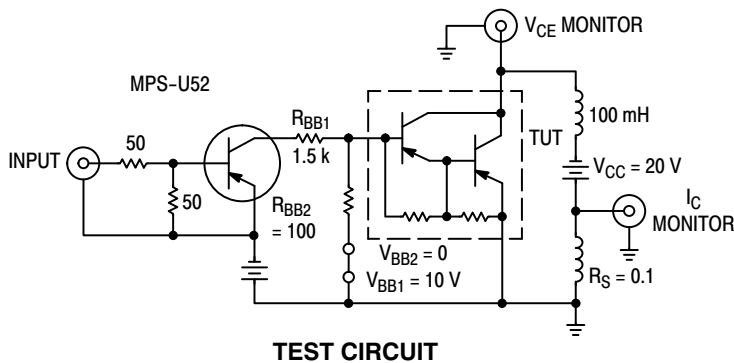 V_CE MONITOR
MPS-U52
R_BB1
1.5 k
50
INPUT
50
R_BB2
= 100
TUT
100 mH
V_CC = 20 V
I_C
MONITOR
V_BB2 = 0
V_BB1 = 10 V
R_S = 0.1
TEST CIRCUIT